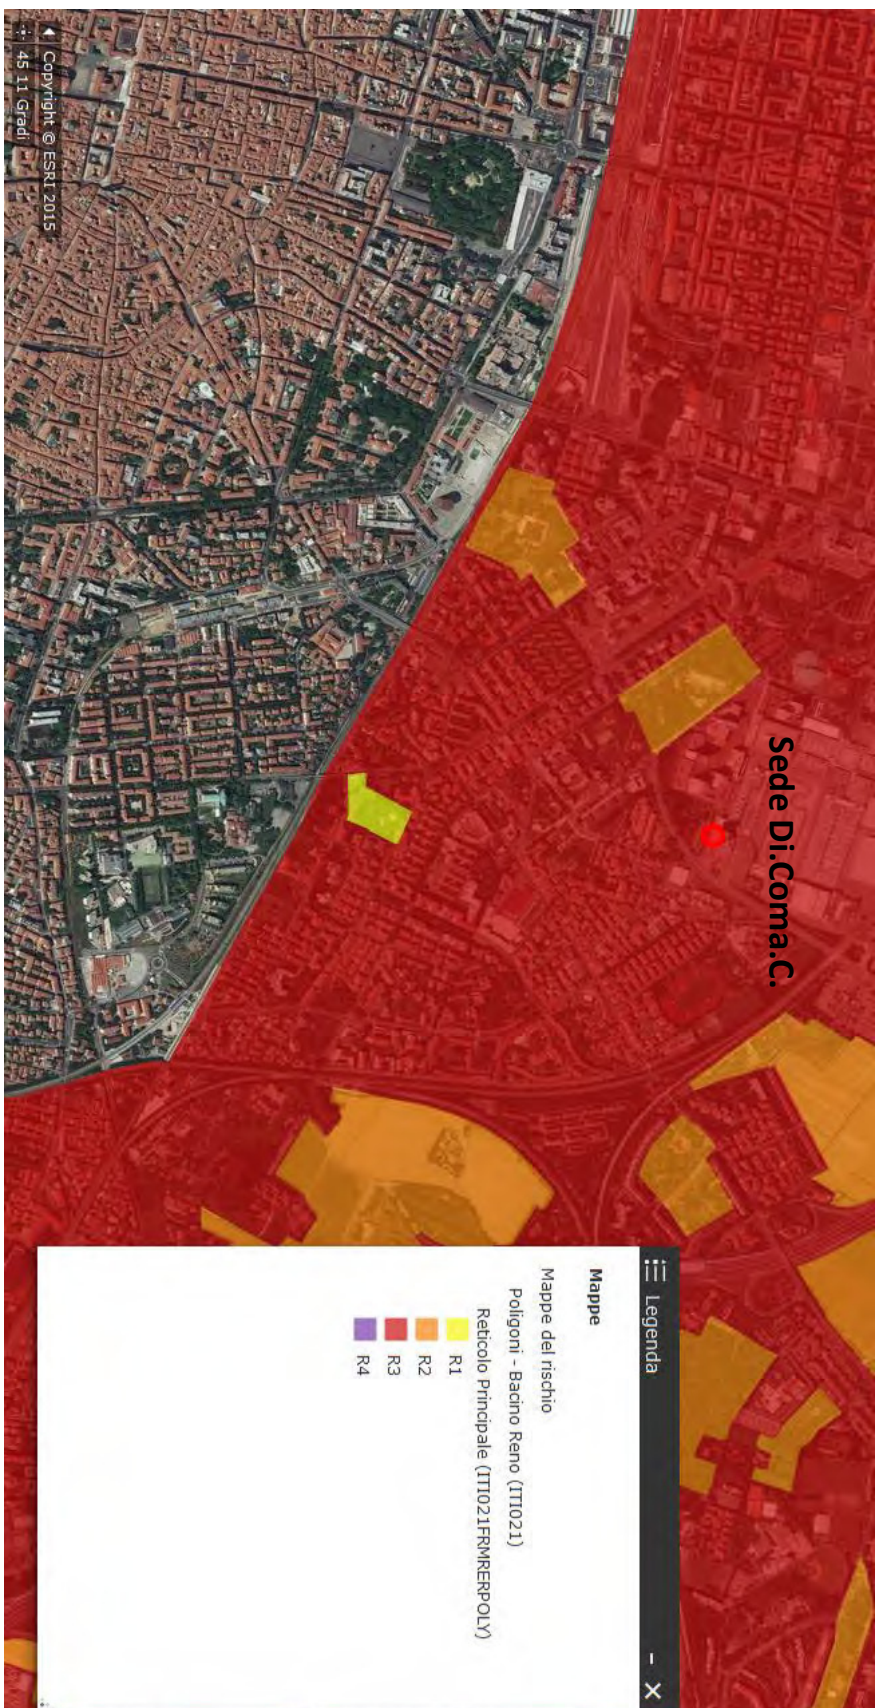 Sede Di.Coma.C.
Legenda
Mappe
Mappe del rischio
Poligoni - Bacino Reno (ITI021)
Reticolo Principale (ITI021FRMRERPOLY)
R1
R2
R3
R4
Copyright © ESRI 2015
45 11 Gradi